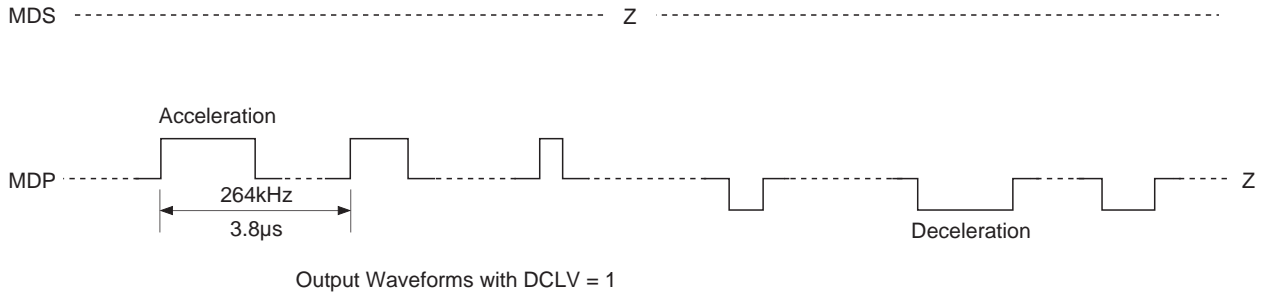 MDS Z
Acceleration
MDP Z
264kHz
3.8µs
Deceleration
Output Waveforms with DCLV = 1